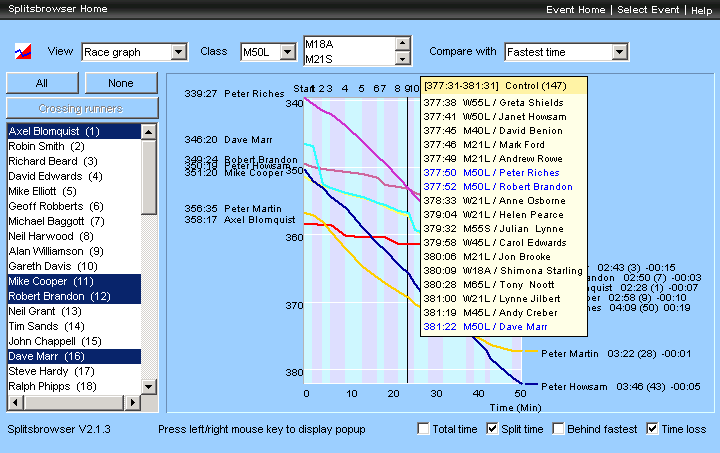 Splitsbrowser Home
Event Home | Select Event | Help
View Race graph Class M50L M18A M21S Compare with Fastest time
All None
Crossing runners
Axel Blomquist (1)
Robin Smith (2)
Richard Beard (3)
David Edwards (4)
Mike Elliott (5)
Geoff Robberts (6)
Michael Baggott (7)
Neil Harwood (8)
Alan Williamson (9)
Gareth Davis (10)
Mike Cooper (11)
Robert Brandon (12)
Neil Grant (13)
Tim Sands (14)
John Chappell (15)
Dave Marr (16)
Steve Hardy (17)
Ralph Phipps (18)
Start 2 3 4 5 6 7 8 9 10
339:27 Peter Riches
346:20 Dave Marr
349:24 Robert Brandon
350:19 Peter Howsam
351:20 Mike Cooper
356:35 Peter Martin
358:17 Axel Blomquist
340
350
360
370
380
[377:31-381:31] Control (147)
377:38 W55L / Greta Shields
377:41 W50L / Janet Howsam
377:45 M40L / David Benion
377:46 M21L / Mark Ford
377:49 M21L / Andrew Rowe
377:50 M50L / Peter Riches
377:52 M50L / Robert Brandon
378:33 W21L / Anne Osborne
379:04 W21L / Helen Pearce
379:32 M55S / Julian Lynne
379:58 W45L / Carol Edwards
380:06 M21L / Jon Brooke
380:09 W18A / Shimona Starling
380:28 M65L / Tony Noott
381:00 W21L / Lynne Jilbert
381:19 M45L / Andy Creber
381:22 M50L / Dave Marr
02:43 (3) -00:15
02:50 (7) -00:03
02:28 (1) -00:07
02:58 (9) -00:10
04:09 (50) 00:19
Peter Martin 03:22 (28) -00:01
Peter Howsam 03:46 (43) -00:05
0 10 20 30 40 50
Time (Min)
Splitsbrowser V2.1.3 Press left/right mouse key to display popup Total time Split time Behind fastest Time loss